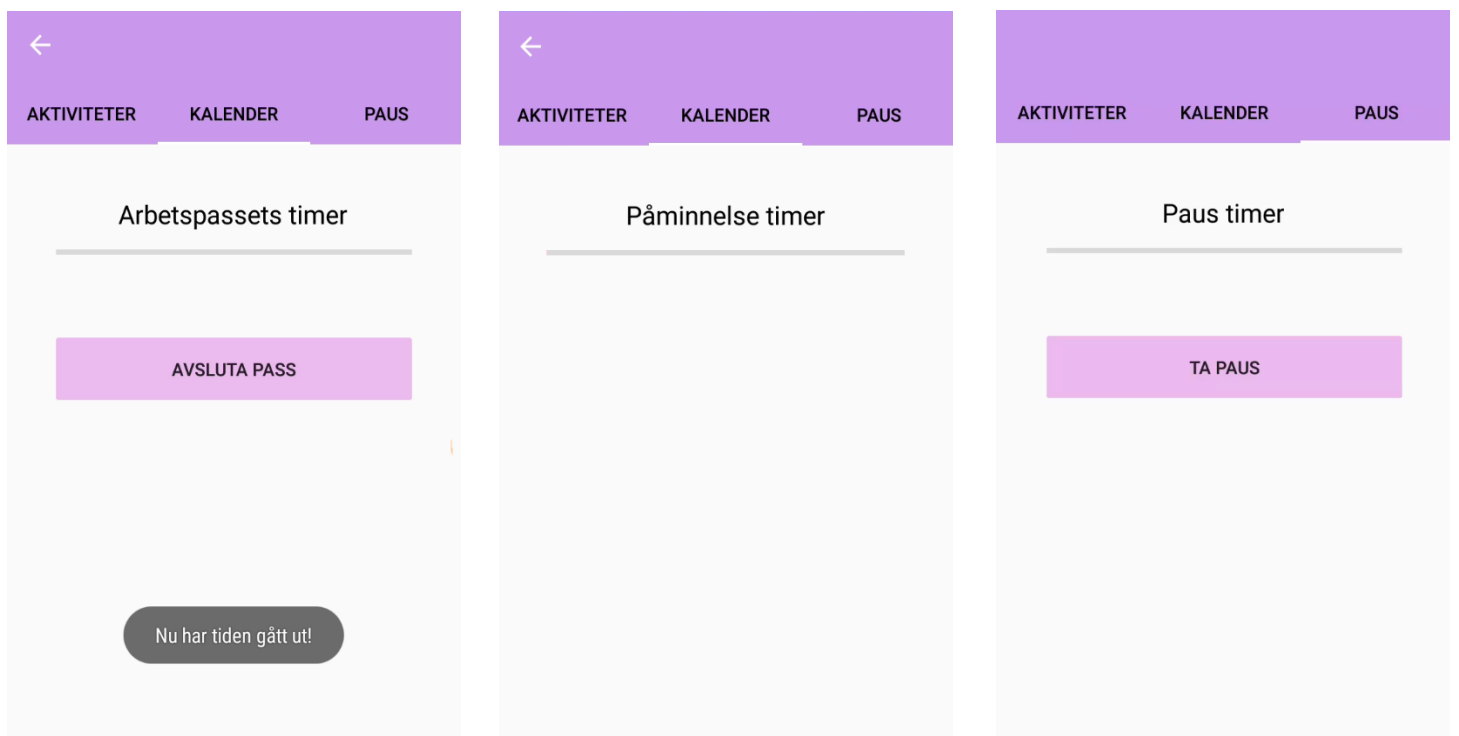 AKTIVITETER KALENDER PAUS
Arbetspassets timer
AVSLUTA PASS
Nu har tiden gått ut!
AKTIVITETER KALENDER PAUS
Påminnelse timer
AKTIVITETER KALENDER PAUS
Paus timer
TA PAUS